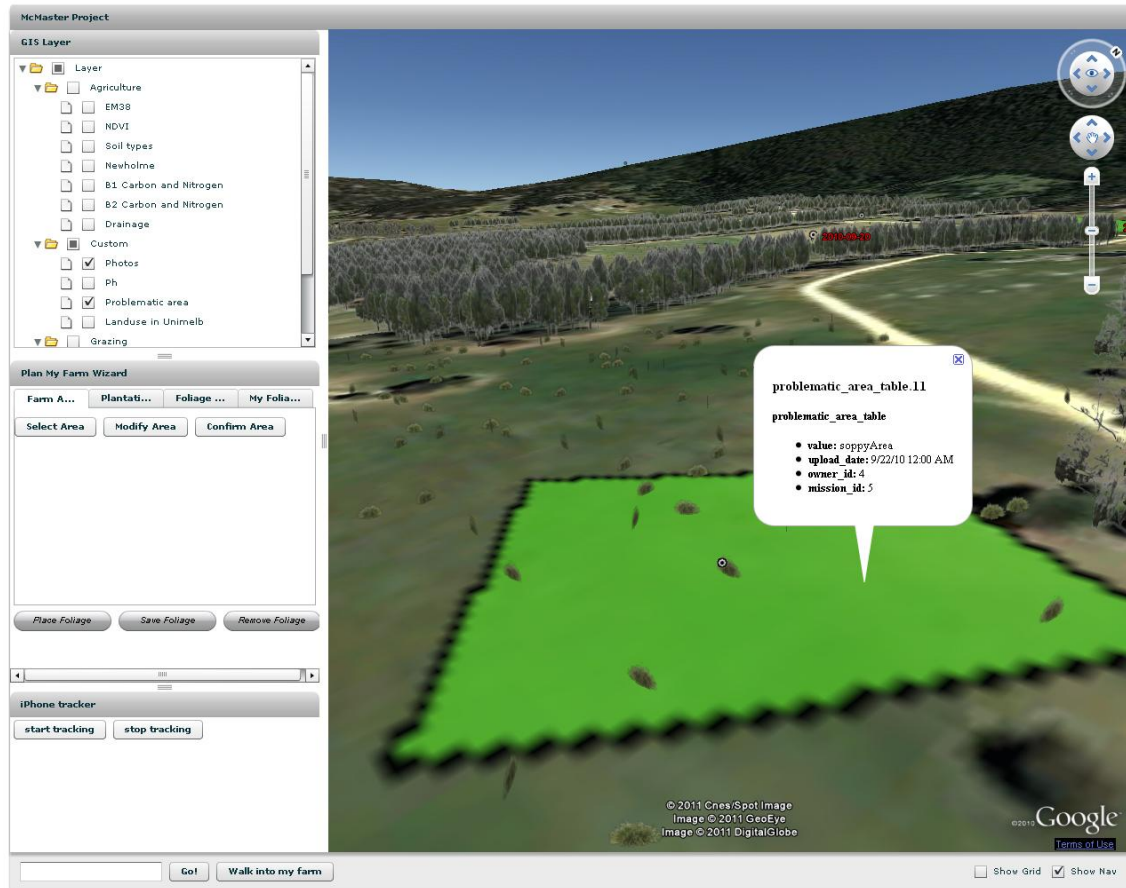 McMaster Project
GIS Layer
Layer
Agriculture
EM38
NDVI
Soil types
Newholme
B1 Carbon and Nitrogen
B2 Carbon and Nitrogen
Drainage
Custom
Photos
Ph
Problematic area
Landuse in Unimelb
Grazing
Plan My Farm Wizard
Farm A... Plantati... Foliage ... My Folia...
Select Area Modify Area Confirm Area
Place Foliage Save Foliage Remove Foliage
iPhone tracker
start tracking stop tracking
N
problematic_area_table.11
problematic_area_table
value: soppyArea
upload_date: 9/22/10 12:00 AM
owner_id: 4
mission_id: 5
© 2011 Cnes/Spot Image
Image © 2011 GeoEye
Image © 2011 DigitalGlobe
©2010 Google
Terms of Use
Go! Walk into my farm Show Grid Show Nav